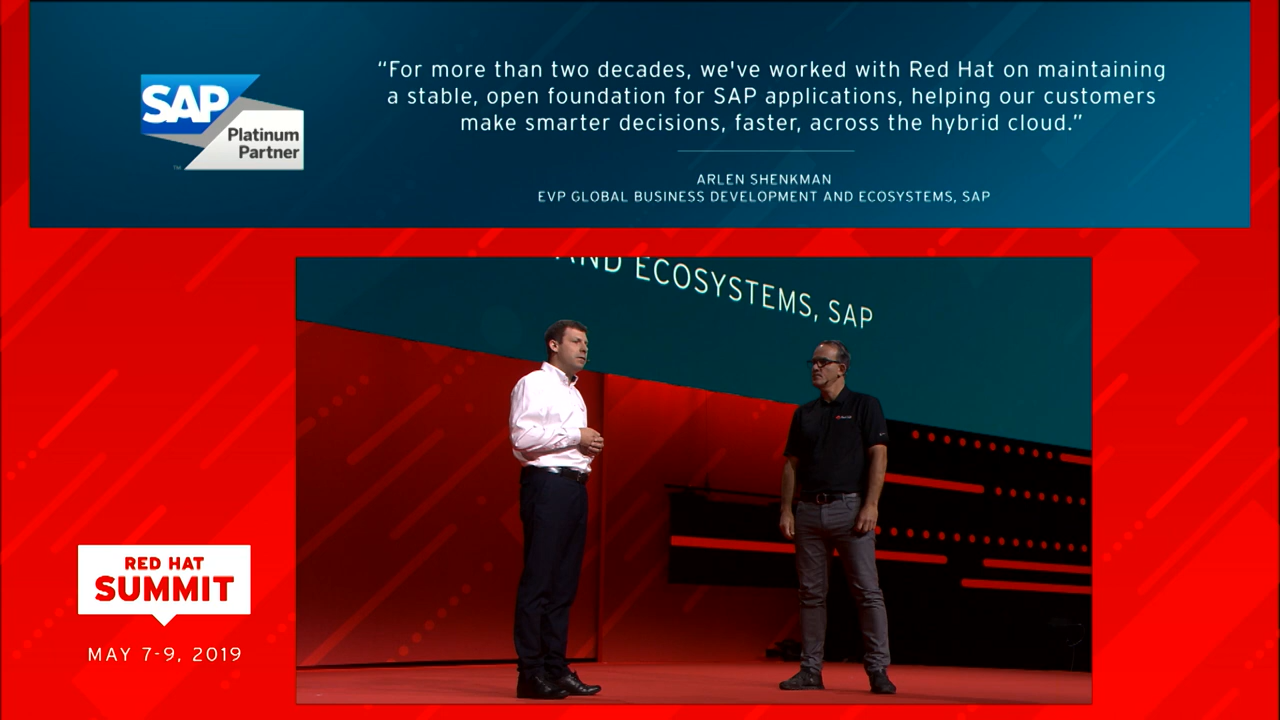 SAP
Platinum
Partner
™
“For more than two decades, we've worked with Red Hat on maintaining
a stable, open foundation for SAP applications, helping our customers
make smarter decisions, faster, across the hybrid cloud.”
ARLEN SHENKMAN
EVP GLOBAL BUSINESS DEVELOPMENT AND ECOSYSTEMS, SAP
AND ECOSYSTEMS, SAP
RED HAT
SUMMIT
MAY 7-9, 2019